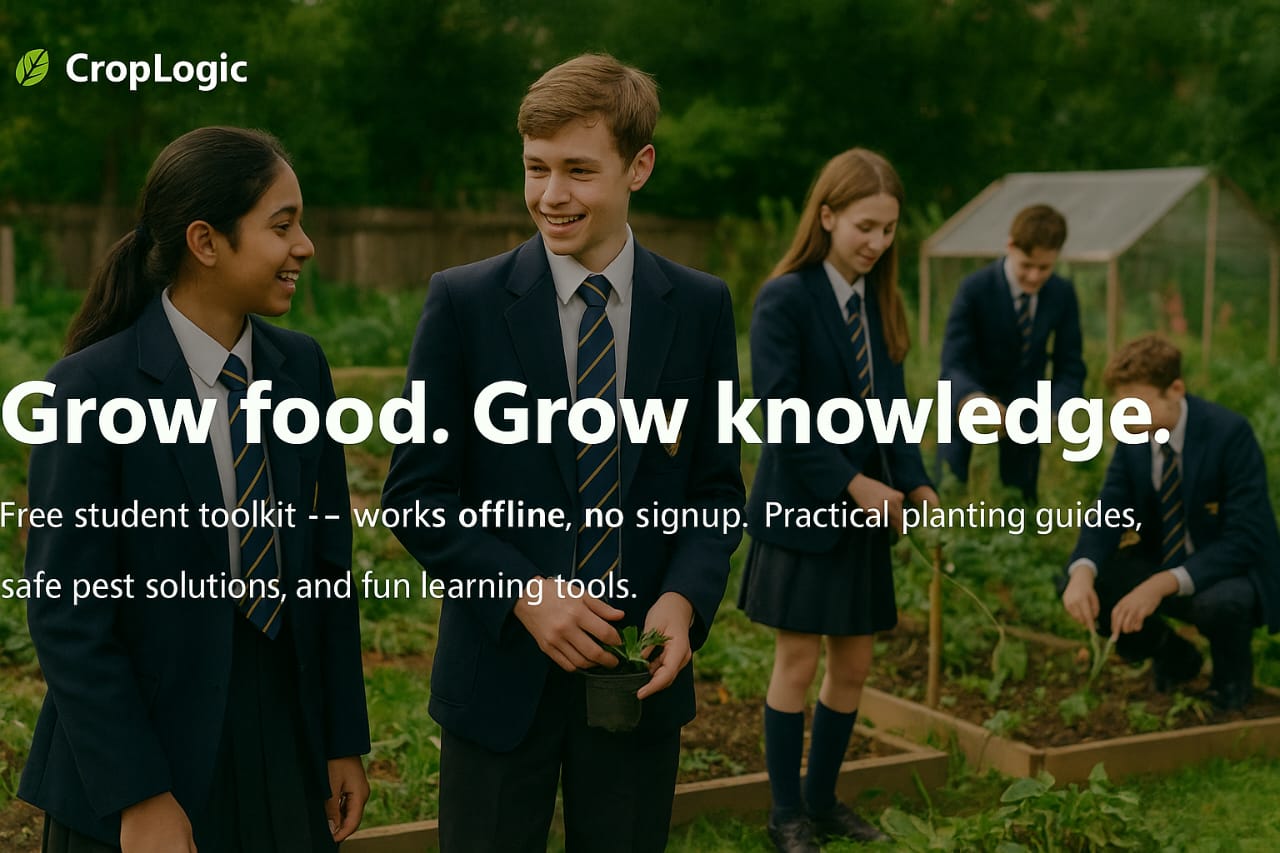 CropLogic
Grow food. Grow knowledge.
Free student toolkit -- works offline, no signup. Practical planting guides,
safe pest solutions, and fun learning tools.